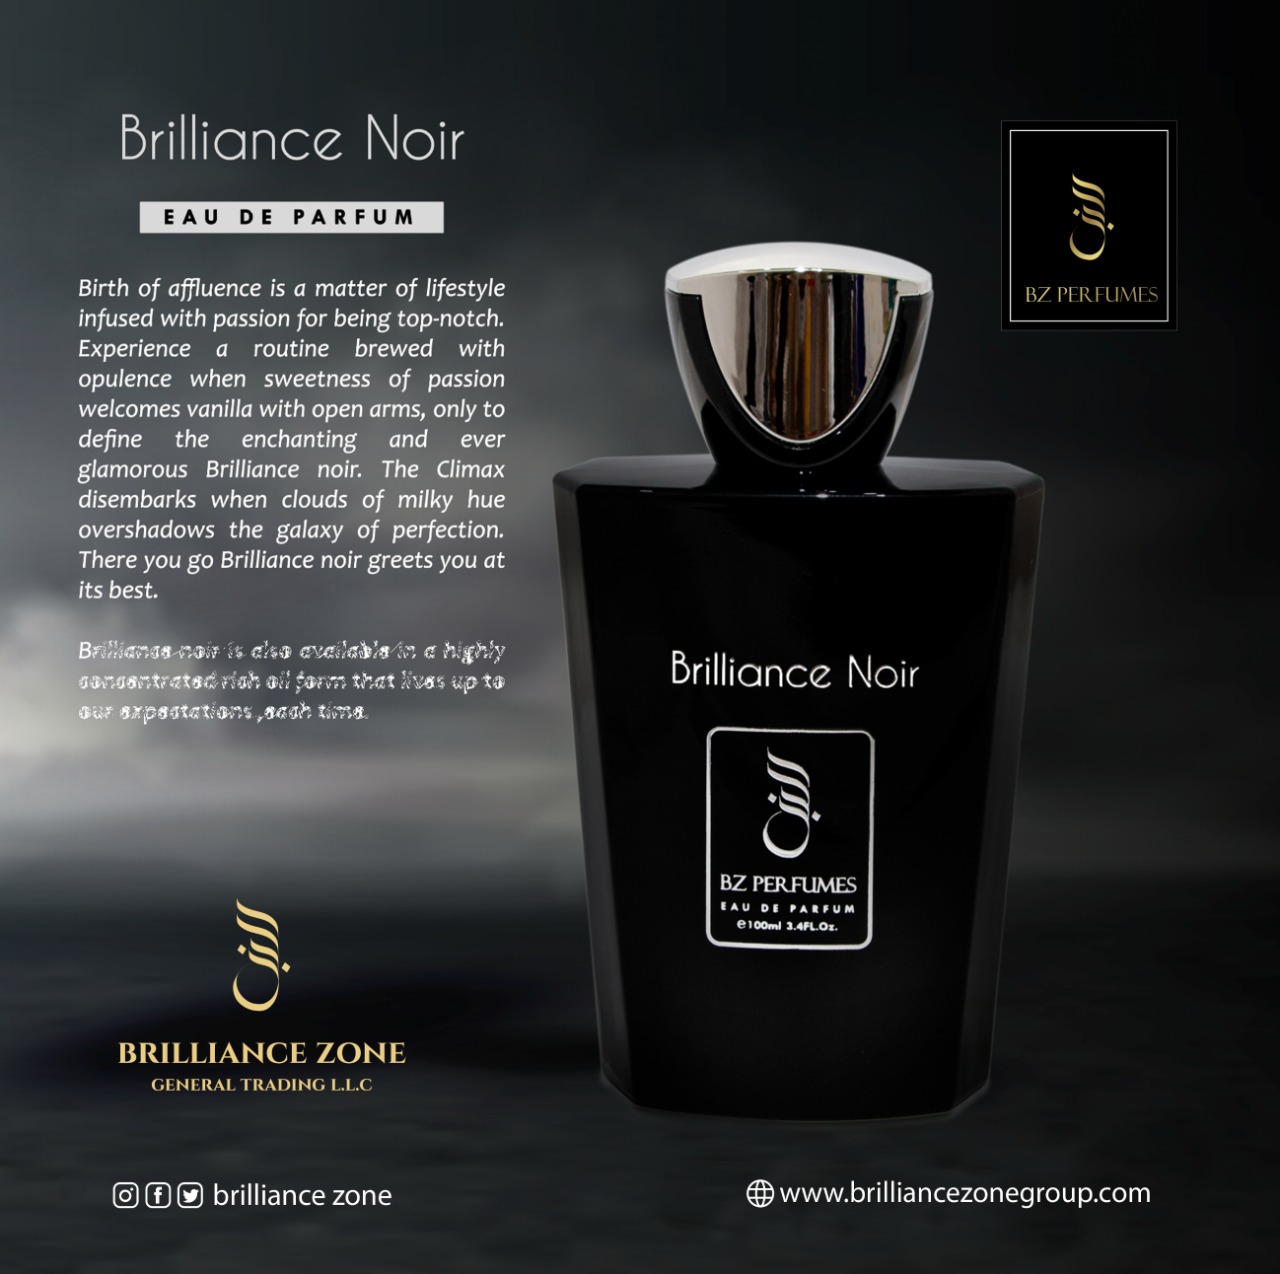 Brilliance Noir
EAU DE PARFUM
Birth of affluence is a matter of lifestyle
infused with passion for being top-notch.
Experience a routine brewed with
opulence when sweetness of passion
welcomes vanilla with open arms, only to
define the enchanting and ever
glamorous Brilliance noir. The Climax
disembarks when clouds of milky hue
overshadows the galaxy of perfection.
There you go Brilliance noir greets you at
its best.
Brilliance noir is also available in a highly
concentrated rich oil form that lives up to
our expectations ,each time.
BRILLIANCE ZONE
GENERAL TRADING L.L.C
brilliance zone
BZ PERFUMES
Brilliance Noir
BZ PERFUMES
EAU DE PARFUM
℮100ml 3.4FL.Oz.
www.brilliancezonegroup.com